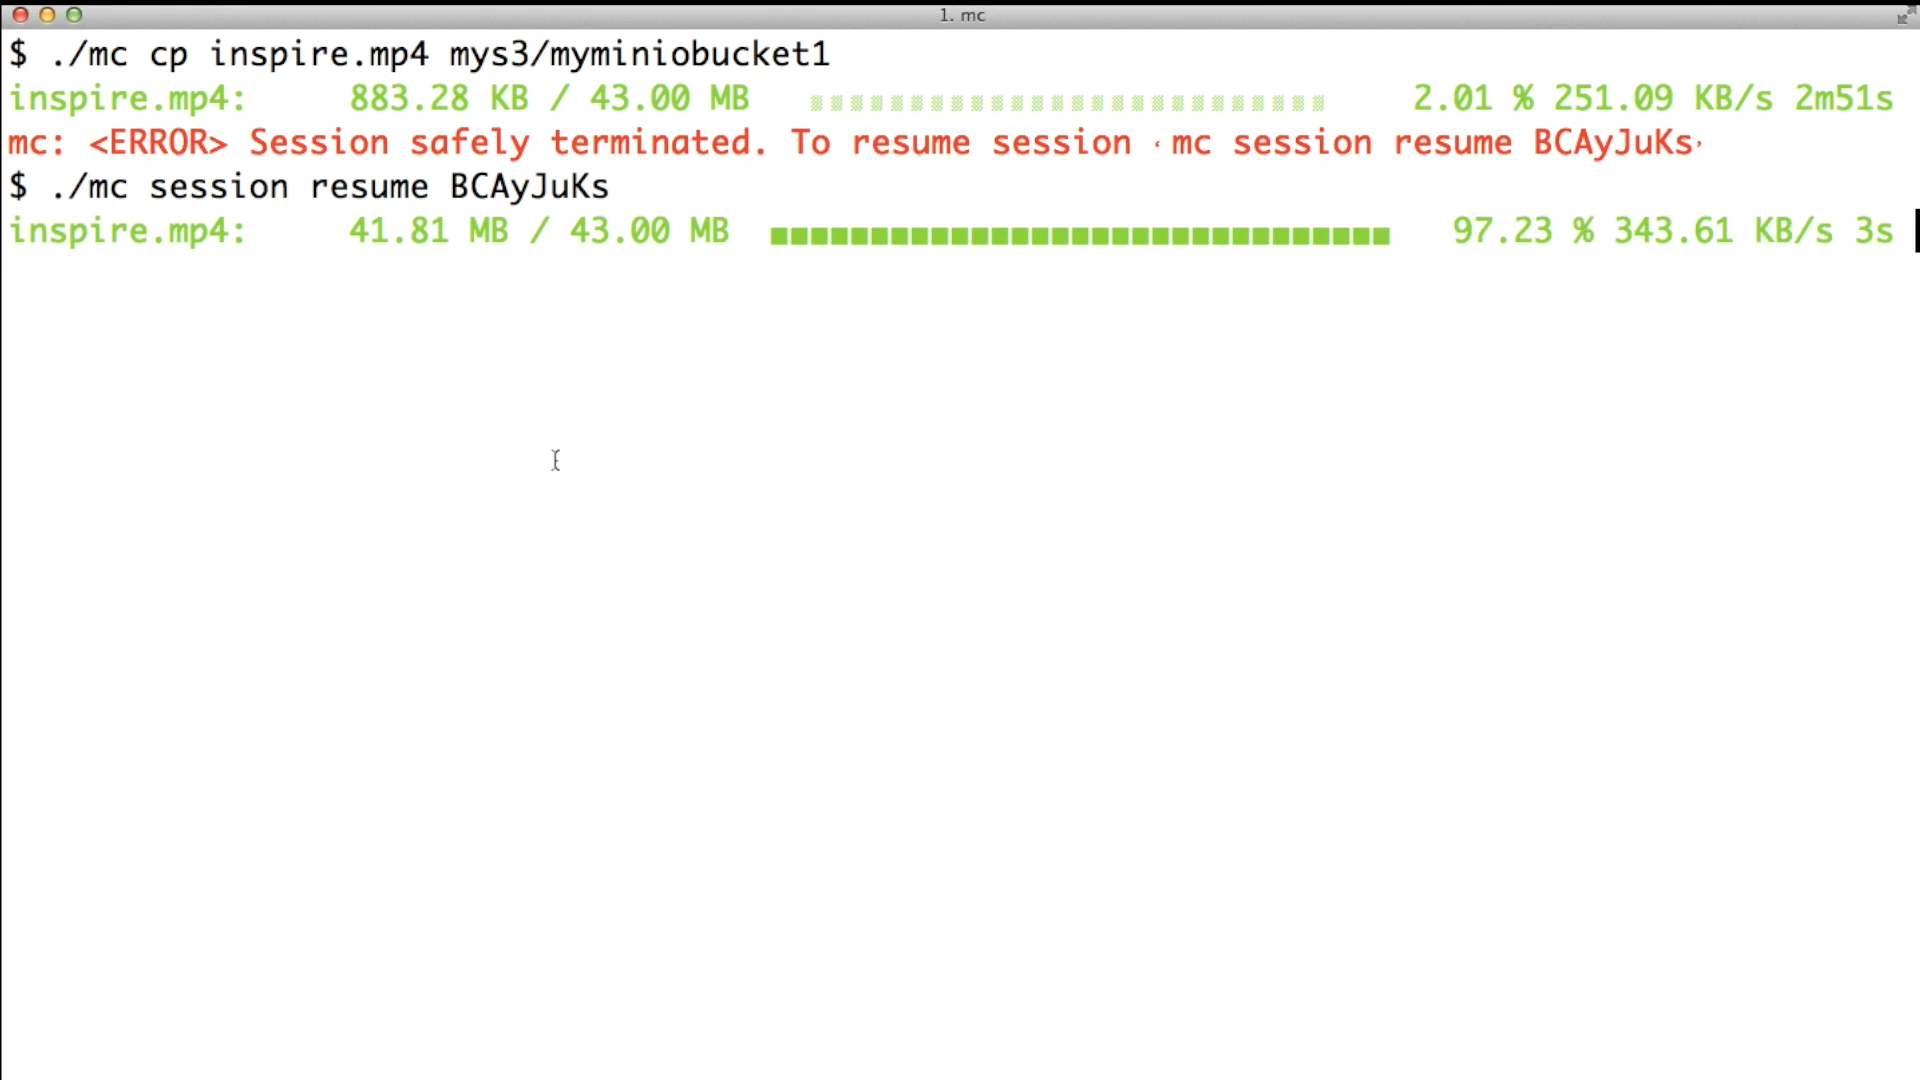 1. mc
$ ./mc cp inspire.mp4 mys3/myminiobucket1
inspire.mp4: 883.28 KB / 43.00 MB ▒▒▒▒▒▒▒▒▒▒▒▒▒▒▒▒▒▒▒▒▒▒▒▒▒▒ 2.01 % 251.09 KB/s 2m51s
mc: <ERROR> Session safely terminated. To resume session ‘mc session resume BCAyJuKs’
$ ./mc session resume BCAyJuKs
inspire.mp4: 41.81 MB / 43.00 MB ■■■■■■■■■■■■■■■■■■■■■■■■■■■■■■■ 97.23 % 343.61 KB/s 3s